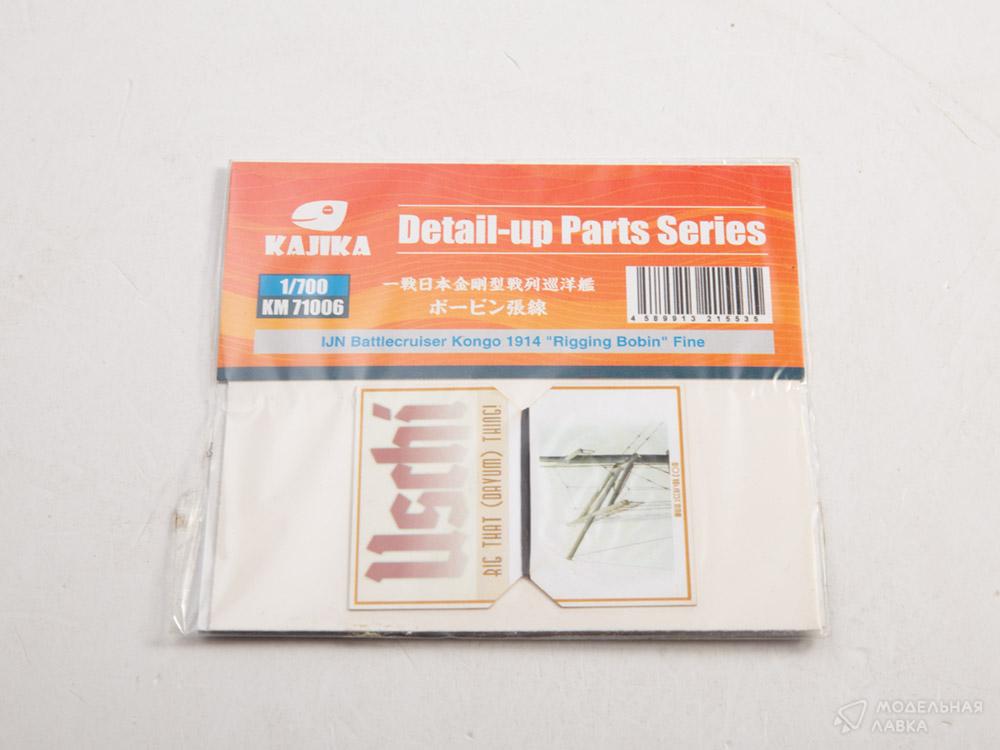 KAJIKA
Detail-up Parts Series
1/700
KM 71006
一戦日本金剛型戦列巡洋艦
ボービン張線
4 589913 215535
IJN Battlecruiser Kongo 1914 "Rigging Bobin" Fine
Uschi
RIG THAT (DAYUM) THING!
МОДЕЛЬНАЯ
ЛАВКА